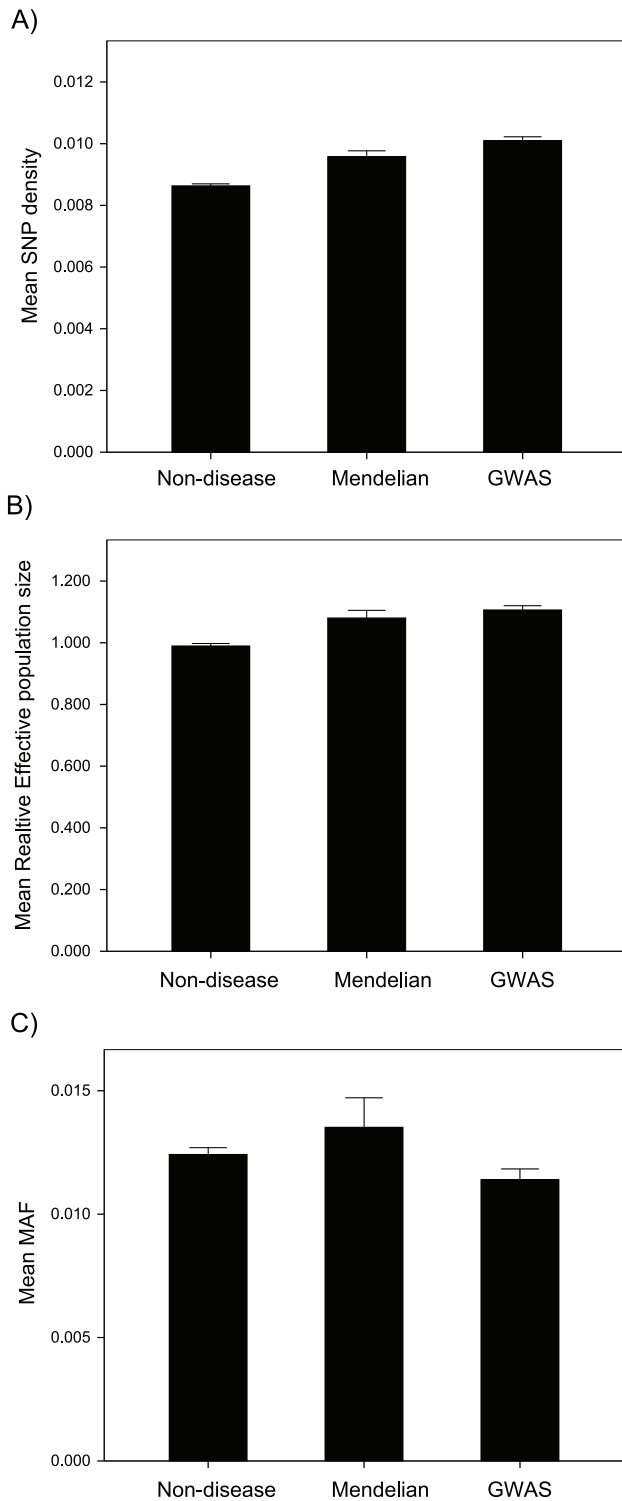 A)
Mean SNP density
0.012
0.010
0.008
0.006
0.004
0.002
0.000
Non-disease Mendelian GWAS
B)
Mean Realtive Effective population size
1.200
1.000
0.800
0.600
0.400
0.200
0.000
Non-disease Mendelian GWAS
C)
Mean MAF
0.015
0.010
0.005
0.000
Non-disease Mendelian GWAS